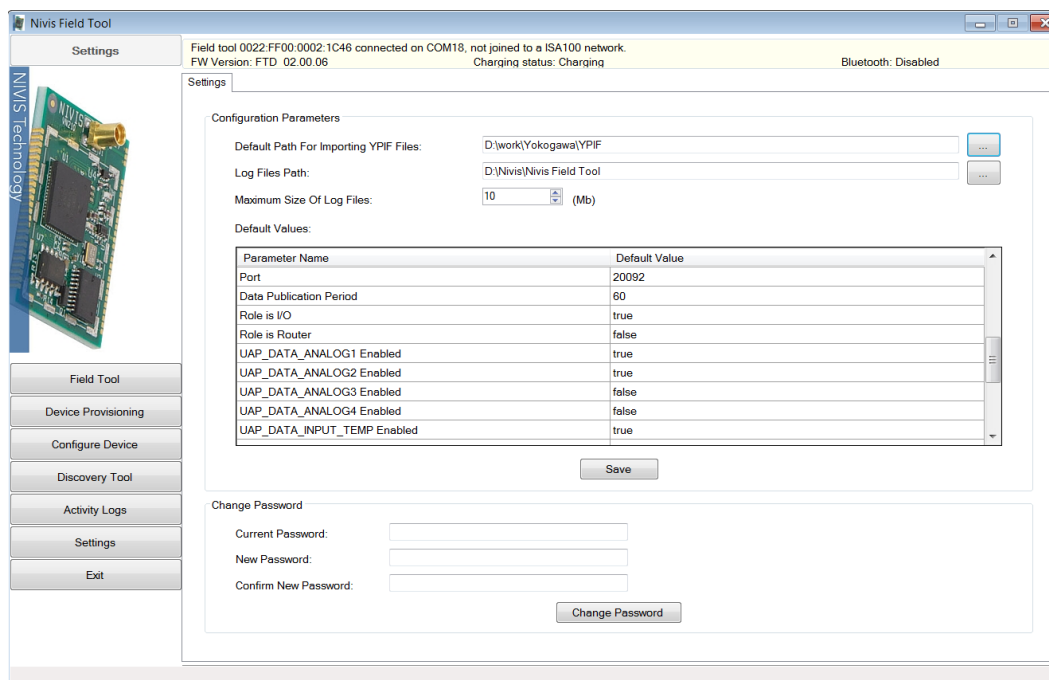 Nivis Field Tool
Settings
Field tool 0022:FF00:0002:1C46 connected on COM18, not joined to a ISA100 network.
FW Version: FTD 02.00.06 Charging status: Charging Bluetooth: Disabled
NIVIS Technology
NIVIS
U1
U4
U7
Settings
Configuration Parameters
Default Path For Importing YPIF Files: D:\work\Yokogawa\YPIF ...
Log Files Path: D:\Nivis\Nivis Field Tool ...
Maximum Size Of Log Files: 10 (Mb)
Default Values:
Parameter Name Default Value
Port 20092
Data Publication Period 60
Role is I/O true
Role is Router false
UAP_DATA_ANALOG1 Enabled true
UAP_DATA_ANALOG2 Enabled true
UAP_DATA_ANALOG3 Enabled false
UAP_DATA_ANALOG4 Enabled false
UAP_DATA_INPUT_TEMP Enabled true
Save
Change Password
Current Password:
New Password:
Confirm New Password:
Change Password
Field Tool
Device Provisioning
Configure Device
Discovery Tool
Activity Logs
Settings
Exit